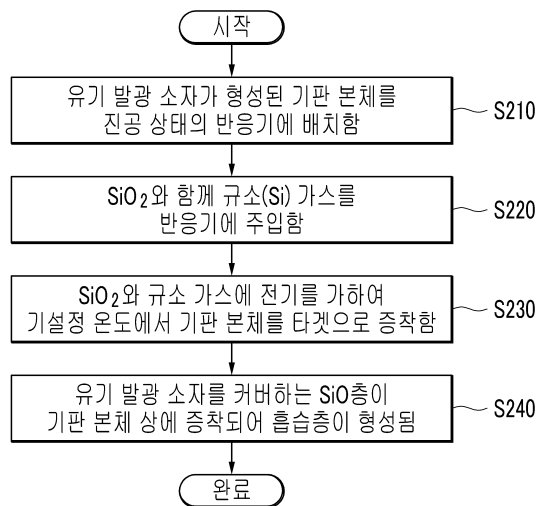 시작
유기 발광 소자가 형성된 기판 본체를
진공 상태의 반응기에 배치함
S210
SiO₂와 함께 규소(Si) 가스를
반응기에 주입함
S220
SiO₂와 규소 가스에 전기를 가하여
기설정 온도에서 기판 본체를 타겟으로 증착함
S230
유기 발광 소자를 커버하는 SiO층이
기판 본체 상에 증착되어 흡습층이 형성됨
S240
완료